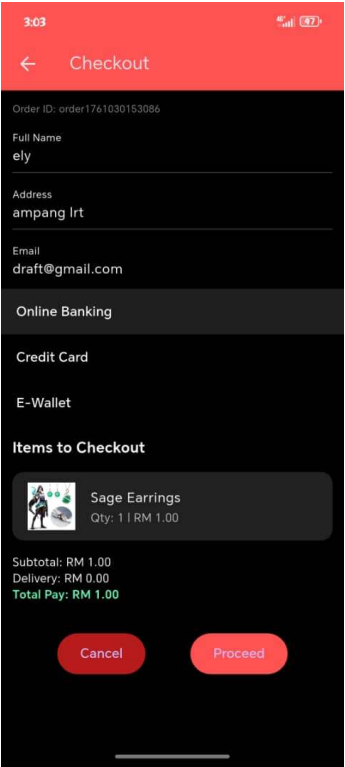 3:03
4G 97
Checkout
Order ID: order1761030153086
Full Name
ely
Address
ampang lrt
Email
draft@gmail.com
Online Banking
Credit Card
E-Wallet
Items to Checkout
Sage Earrings
Qty: 1 | RM 1.00
Subtotal: RM 1.00
Delivery: RM 0.00
Total Pay: RM 1.00
Cancel
Proceed